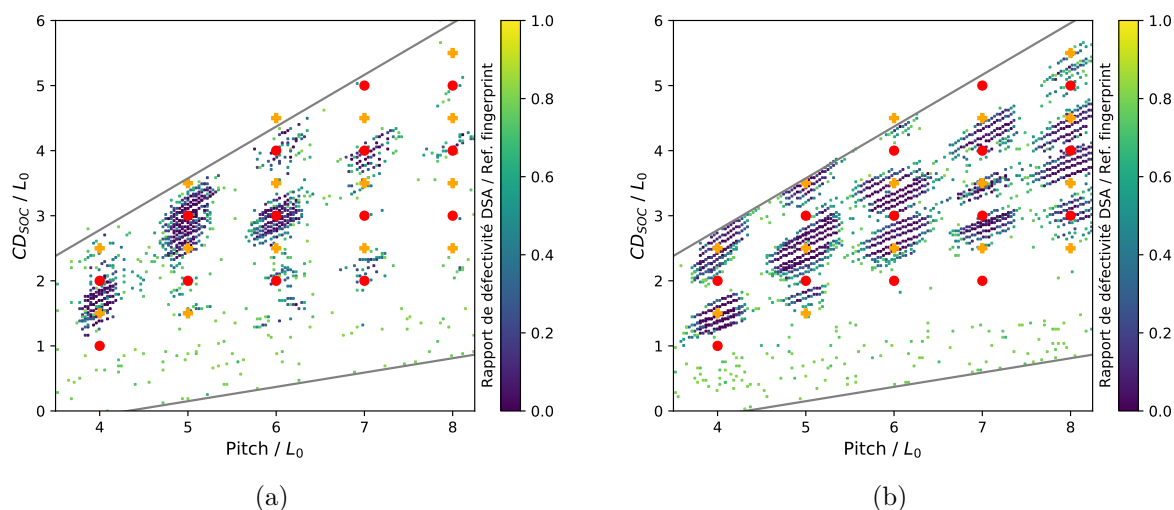 6
5
4
3
2
1
0
CD_SOC / L_0
4 5 6 7 8
Pitch / L_0
1.0
0.8
0.6
0.4
0.2
0.0
Rapport de défectivité DSA / Ref. fingerprint
(a)
6
5
4
3
2
1
0
CD_SOC / L_0
4 5 6 7 8
Pitch / L_0
1.0
0.8
0.6
0.4
0.2
0.0
Rapport de défectivité DSA / Ref. fingerprint
(b)